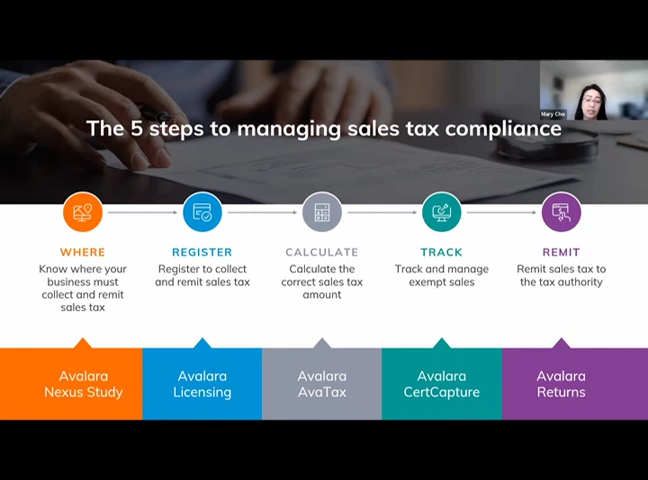 Mary Cho
The 5 steps to managing sales tax compliance
WHERE
Know where your
business must
collect and remit
sales tax
REGISTER
Register to collect
and remit sales tax
CALCULATE
Calculate the
correct sales tax
amount
TRACK
Track and manage
exempt sales
REMIT
Remit sales tax to
the tax authority
Avalara
Nexus Study
Avalara
Licensing
Avalara
AvaTax
Avalara
CertCapture
Avalara
Returns